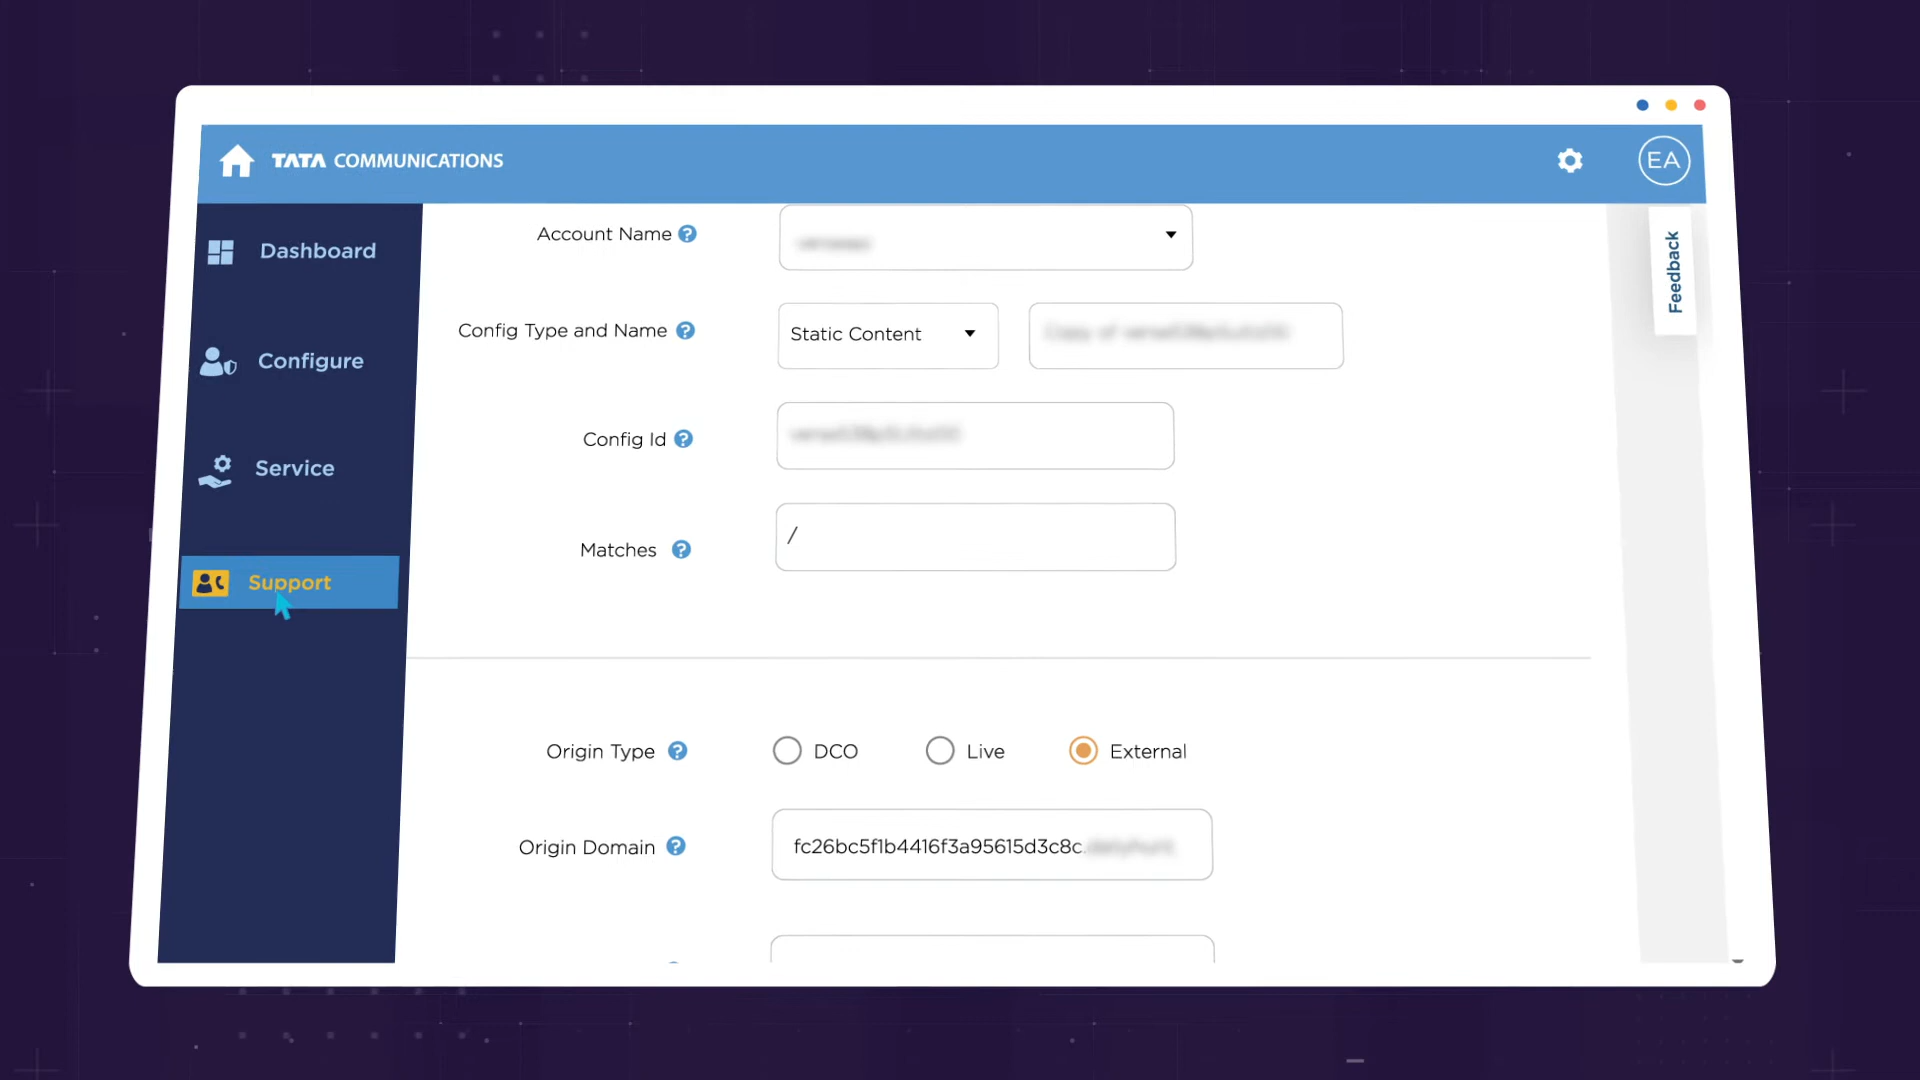 TATA COMMUNICATIONS
EA
Dashboard
Configure
Service
Support
Account Name ?
Config Type and Name ?
Static Content
Config Id ?
Matches ?
/
Origin Type ?
DCO
Live
External
Origin Domain ?
fc26bc5f1b4416f3a95615d3c8c.
Feedback